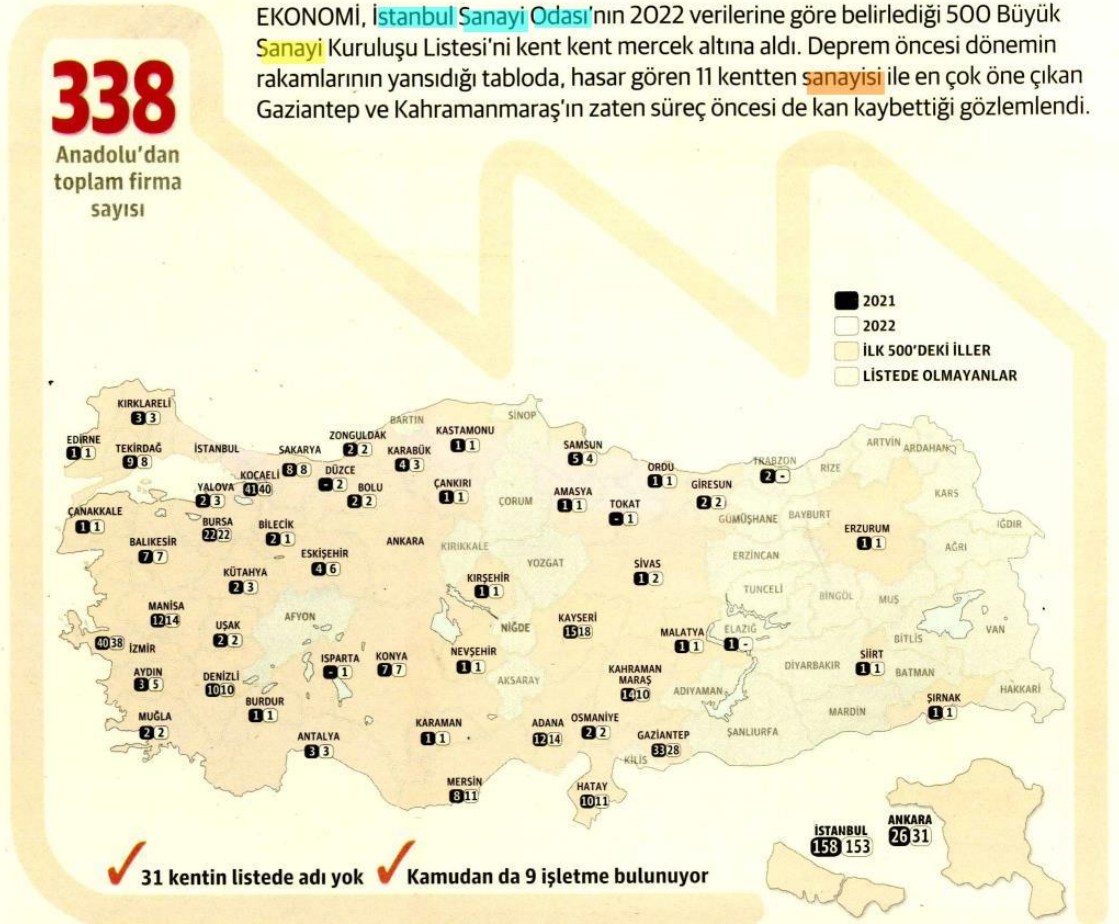 EKONOMİ, İstanbul Sanayi Odası'nın 2022 verilerine göre belirlediği 500 Büyük
Sanayi Kuruluşu Listesi'ni kent kent mercek altına aldı. Deprem öncesi dönemin
rakamlarının yansıdığı tabloda, hasar gören 11 kentten sanayisi ile en çok öne çıkan
Gaziantep ve Kahramanmaraş'ın zaten süreç öncesi de kan kaybettiği gözlemlendi.
338
Anadolu'dan
toplam firma
sayısı
2021
2022
İLK 500'DEKİ İLLER
LİSTEDE OLMAYANLAR
KIRKLARELİ
3 3
EDİRNE
1 1
TEKİRDAĞ
9 8
İSTANBUL
KOCAELİ
41 40
SAKARYA
8 8
ZONGULDAK
2 2
DÜZCE
- 2
BOLU
2 2
BARTIN
KARABÜK
4 3
KASTAMONU
1 1
SİNOP
ÇANKIRI
1 1
SAMSUN
5 4
ORDU
1 1
GİRESUN
2 2
TRABZON
2 -
RİZE
ARTVİN
ARDAHAN
KARS
IĞDIR
AĞRI
YALOVA
2 3
ÇANAKKALE
1 1
BURSA
22 22
BİLECİK
2 1
BALIKESİR
7 7
ESKİŞEHİR
4 6
ANKARA
KIRIKKALE
ÇORUM
AMASYA
1 1
TOKAT
- 1
GÜMÜŞHANE
BAYBURT
ERZURUM
1 1
ERZİNCAN
YOZGAT
SİVAS
1 2
KÜTAHYA
2 3
KIRŞEHİR
1 1
TUNCELİ
BİNGÖL
MUŞ
MANİSA
12 14
AFYON
UŞAK
2 2
40 38
İZMİR
NİĞDE
KAYSERİ
15 18
MALATYA
1 1
ELAZIĞ
1 -
BİTLİS
VAN
AYDIN
3 5
DENİZLİ
10 10
ISPARTA
- 1
KONYA
7 7
NEVŞEHİR
1 1
AKSARAY
KAHRAMAN
MARAŞ
14 10
ADIYAMAN
DİYARBAKIR
SİİRT
1 1
BATMAN
HAKKARİ
ŞIRNAK
1 1
MARDİN
MUĞLA
2 2
BURDUR
1 1
ANTALYA
3 3
KARAMAN
1 1
ADANA
12 14
OSMANİYE
2 2
GAZİANTEP
33 28
KİLİS
ŞANLIURFA
MERSİN
8 11
HATAY
10 11
İSTANBUL
158 153
ANKARA
26 31
31 kentin listede adı yok
Kamudan da 9 işletme bulunuyor